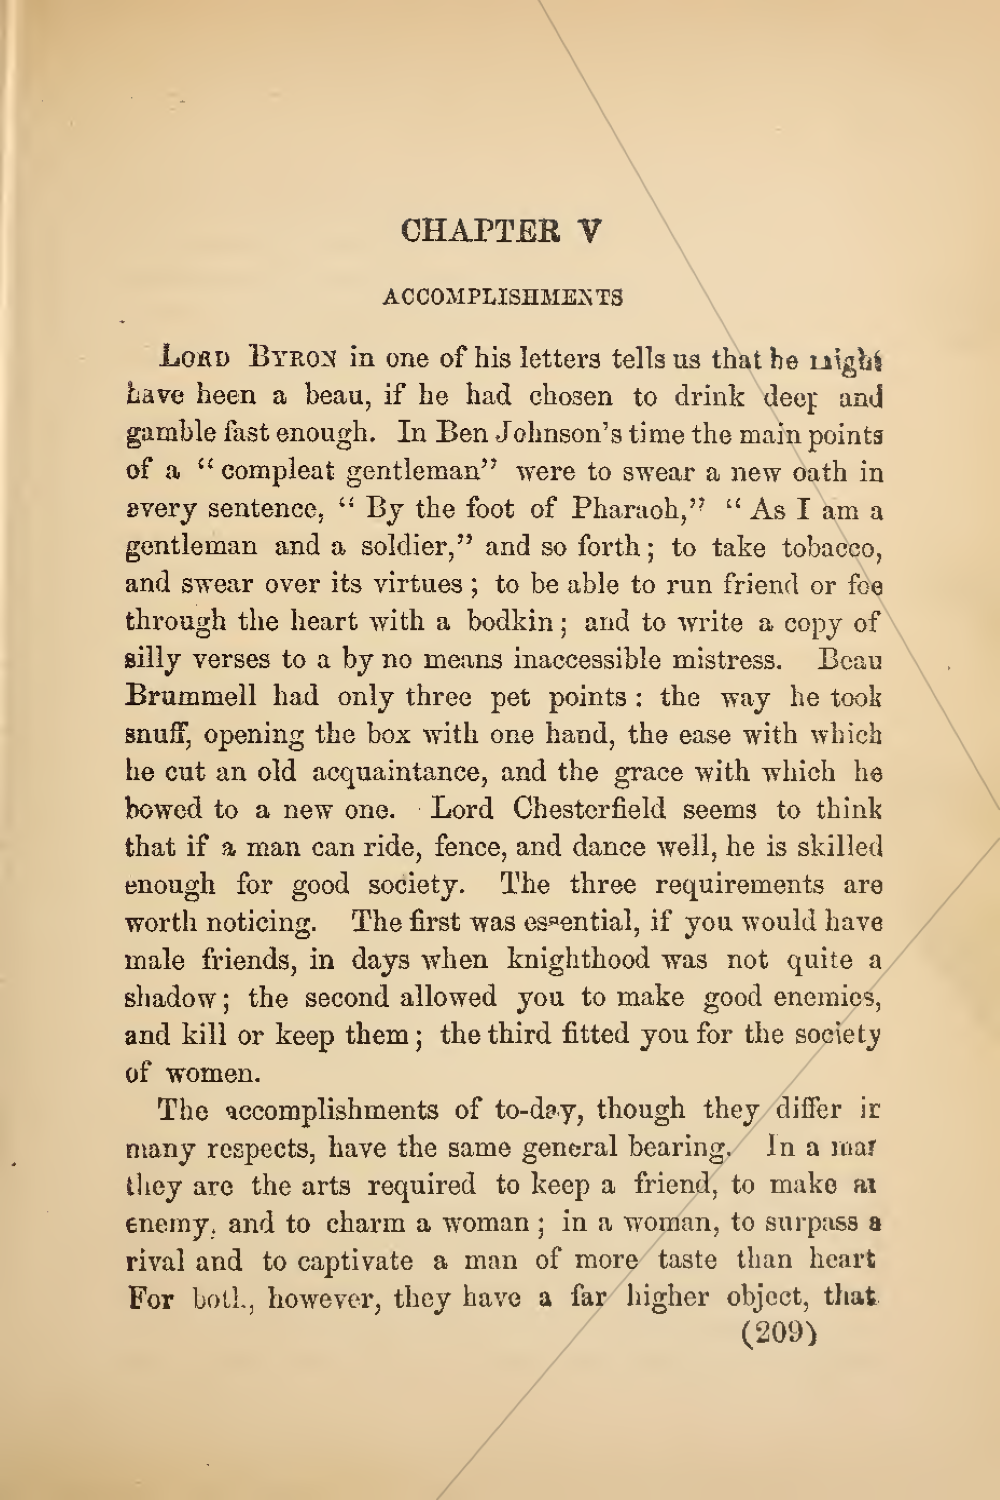 CHAPTER V
ACCOMPLISHMENTS
LORD BYRON in one of his letters tells us that he might
have heen a beau, if he had chosen to drink deep and
gamble fast enough. In Ben Johnson's time the main points
of a “compleat gentleman” were to swear a new oath in
every sentence, “By the foot of Pharaoh,” “As I am a
gentleman and a soldier,” and so forth; to take tobacco,
and swear over its virtues; to be able to run friend or foe
through the heart with a bodkin; and to write a copy of
silly verses to a by no means inaccessible mistress. Beau
Brummell had only three pet points: the way he took
snuff, opening the box with one hand, the ease with which
he cut an old acquaintance, and the grace with which he
bowed to a new one. Lord Chesterfield seems to think
that if a man can ride, fence, and dance well, he is skilled
enough for good society. The three requirements are
worth noticing. The first was essential, if you would have
male friends, in days when knighthood was not quite a
shadow; the second allowed you to make good enemies,
and kill or keep them; the third fitted you for the society
of women.
The accomplishments of to-day, though they differ in
many respects, have the same general bearing. In a man
they are the arts required to keep a friend, to make an
enemy, and to charm a woman; in a woman, to surpass a
rival and to captivate a man of more taste than heart
For both, however, they have a far higher object, that
(209)